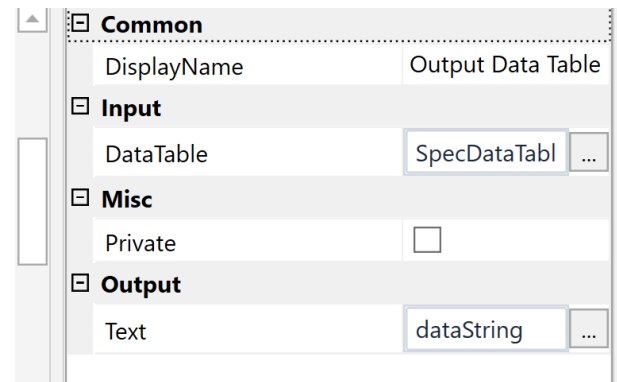 Common
DisplayName Output Data Table
Input
DataTable SpecDataTabl ...
Misc
Private
Output
Text dataString ...